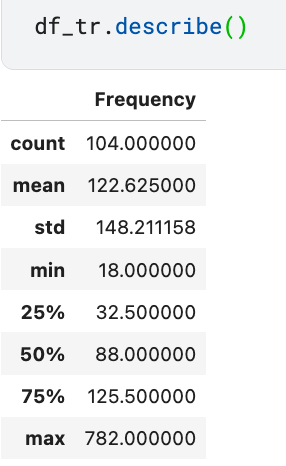 df_tr.describe()
Frequency
count 104.000000
mean 122.625000
std 148.211158
min 18.000000
25% 32.500000
50% 88.000000
75% 125.500000
max 782.000000